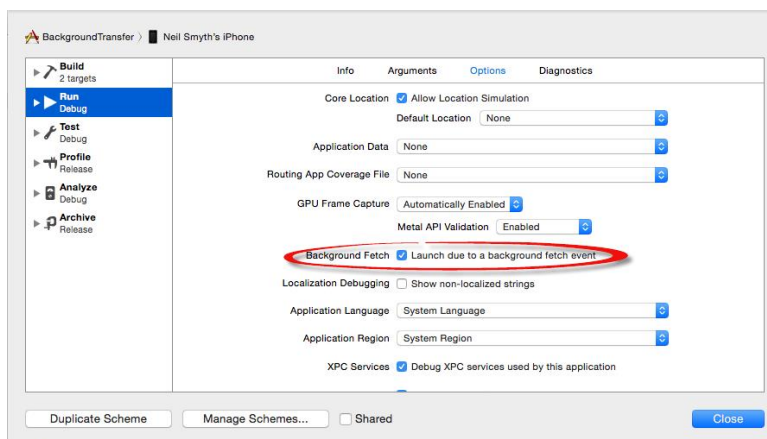 BackgroundTransfer 〉 Neil Smyth's iPhone
Build
2 targets
Run
Debug
Test
Debug
Profile
Release
Analyze
Debug
Archive
Release
Info Arguments Options Diagnostics
Core Location Allow Location Simulation
Default Location None
Application Data None
Routing App Coverage File None
GPU Frame Capture Automatically Enabled
Metal API Validation Enabled
Background Fetch Launch due to a background fetch event
Localization Debugging Show non-localized strings
Application Language System Language
Application Region System Region
XPC Services Debug XPC services used by this application
Duplicate Scheme Manage Schemes... Shared Close